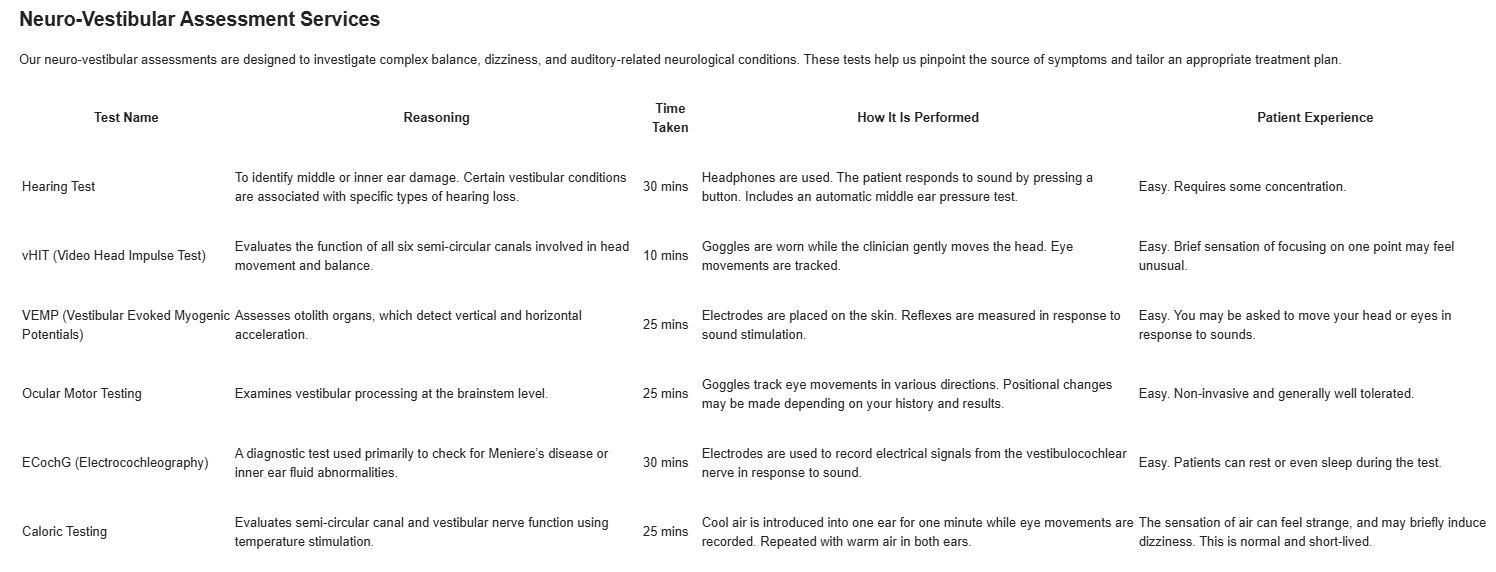 Neuro-Vestibular Assessment Services
Our neuro-vestibular assessments are designed to investigate complex balance, dizziness, and auditory-related neurological conditions. These tests help us pinpoint the source of symptoms and tailor an appropriate treatment plan.
Test Name
Reasoning
Time
Taken
How It Is Performed
Patient Experience
Hearing Test
To identify middle or inner ear damage. Certain vestibular conditions
are associated with specific types of hearing loss.
30 mins
Headphones are used. The patient responds to sound by pressing a
button. Includes an automatic middle ear pressure test.
Easy. Requires some concentration.
vHIT (Video Head Impulse Test)
Evaluates the function of all six semi-circular canals involved in head
movement and balance.
10 mins
Goggles are worn while the clinician gently moves the head. Eye
movements are tracked.
Easy. Brief sensation of focusing on one point may feel
unusual.
VEMP (Vestibular Evoked Myogenic
Potentials)
Assesses otolith organs, which detect vertical and horizontal
acceleration.
25 mins
Electrodes are placed on the skin. Reflexes are measured in response to
sound stimulation.
Easy. You may be asked to move your head or eyes in
response to sounds.
Ocular Motor Testing
Examines vestibular processing at the brainstem level.
25 mins
Goggles track eye movements in various directions. Positional changes
may be made depending on your history and results.
Easy. Non-invasive and generally well tolerated.
ECochG (Electrocochleography)
A diagnostic test used primarily to check for Meniere’s disease or
inner ear fluid abnormalities.
30 mins
Electrodes are used to record electrical signals from the vestibulocochlear
nerve in response to sound.
Easy. Patients can rest or even sleep during the test.
Caloric Testing
Evaluates semi-circular canal and vestibular nerve function using
temperature stimulation.
25 mins
Cool air is introduced into one ear for one minute while eye movements are
recorded. Repeated with warm air in both ears.
The sensation of air can feel strange, and may briefly induce
dizziness. This is normal and short-lived.